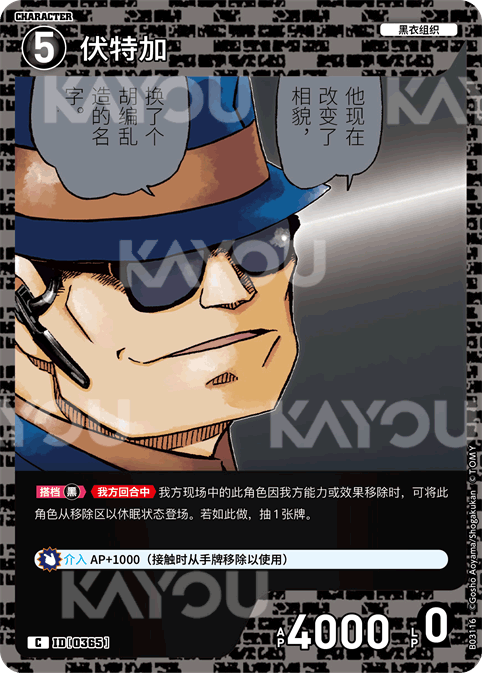 CHARACTER
5
伏特加
黑衣组织
他现在
改变了
相貌，
换了个
胡编乱
造的名
字。
KAYOU
KAYOU
KAYOU
KAYOU
KAYOU
搭档 黑 我方回合中 我方现场中的此角色因我方能力或效果移除时，可将此
角色从移除区以休眠状态登场。若如此做，抽1张牌。
介入 AP+1000（接触时从手牌移除以使用）
C ID[0365]
AP 4000 LP 0
B03116 ©Gosho Aoyama/Shogakukan ©TOMY